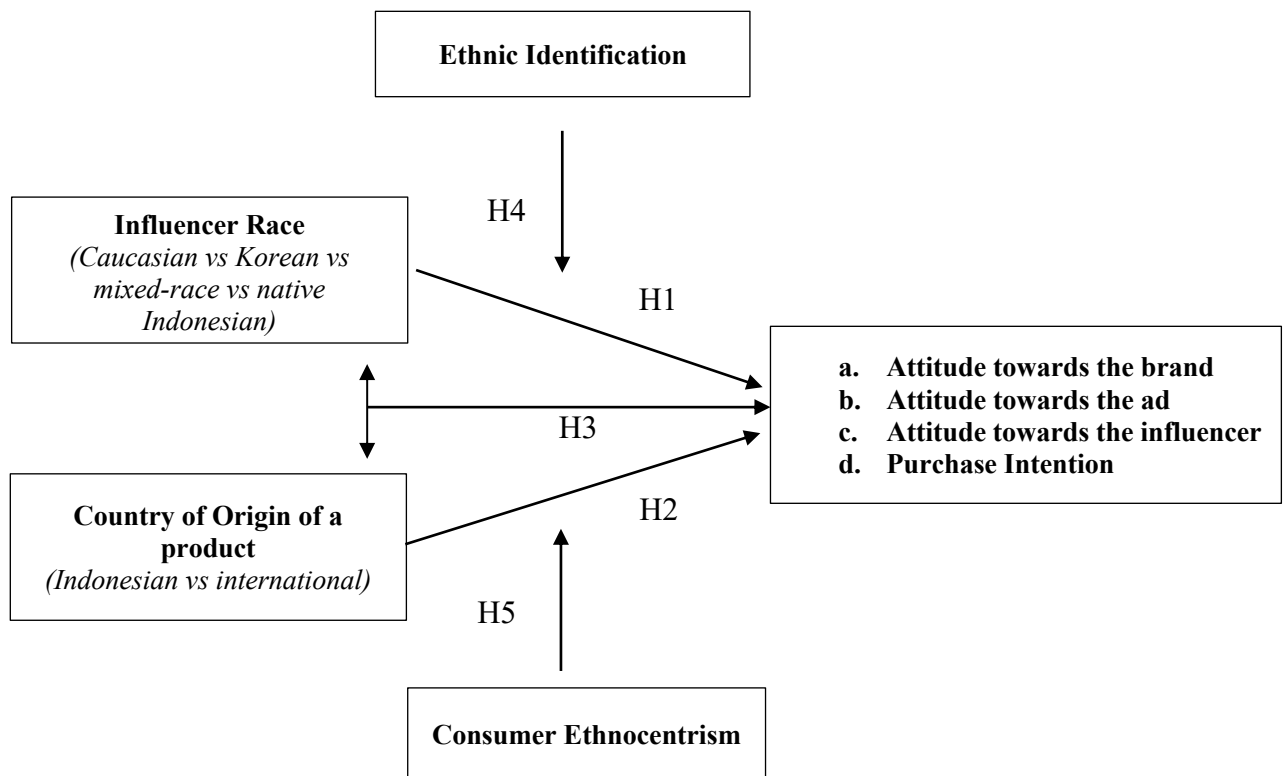 Ethnic Identification
H4
Influencer Race
(Caucasian vs Korean vs
mixed-race vs native
Indonesian)
H1
a. Attitude towards the brand
b. Attitude towards the ad
c. Attitude towards the influencer
d. Purchase Intention
H3
Country of Origin of a
product
(Indonesian vs international)
H2
H5
Consumer Ethnocentrism